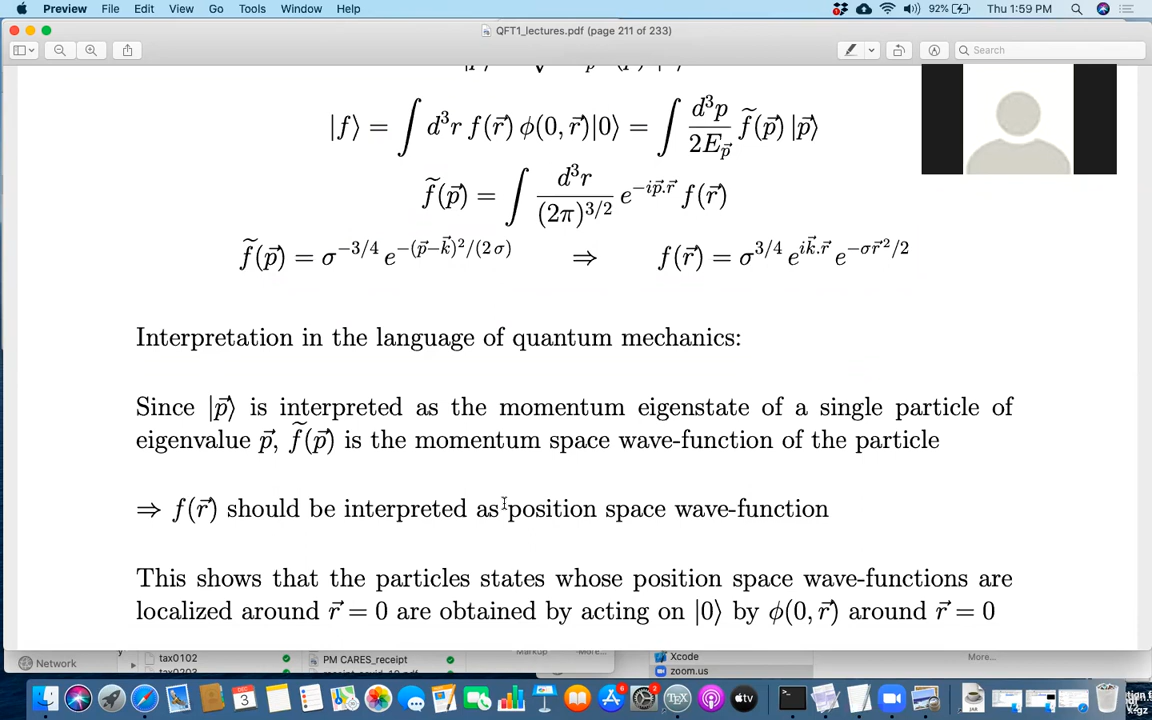 Preview File Edit View Go Tools Window Help 92% Thu 1:59 PM
QFT1_lectures.pdf (page 211 of 233)
Search
|f⟩ = ∫ d³r f(r⃗) ϕ(0, r⃗)|0⟩ = ∫ d³p/2E_p⃗ f̃(p⃗) |p⃗⟩
f̃(p⃗) = ∫ d³r/(2π)^{3/2} e^{−ip⃗.r⃗} f(r⃗)
f̃(p⃗) = σ^{−3/4} e^{−(p⃗−k⃗)²/(2σ)} ⇒ f(r⃗) = σ^{3/4} e^{ik⃗.r⃗} e^{−σr⃗²/2}
Interpretation in the language of quantum mechanics:
Since |p⃗⟩ is interpreted as the momentum eigenstate of a single particle of
eigenvalue p⃗, f̃(p⃗) is the momentum space wave-function of the particle
⇒ f(r⃗) should be interpreted as position space wave-function
This shows that the particles states whose position space wave-functions are
localized around r⃗ = 0 are obtained by acting on |0⟩ by ϕ(0, r⃗) around r⃗ = 0
Network
tax0102
PM CARES_receipt
Xcode
More...
zoom.us
DEC
3
6
tv